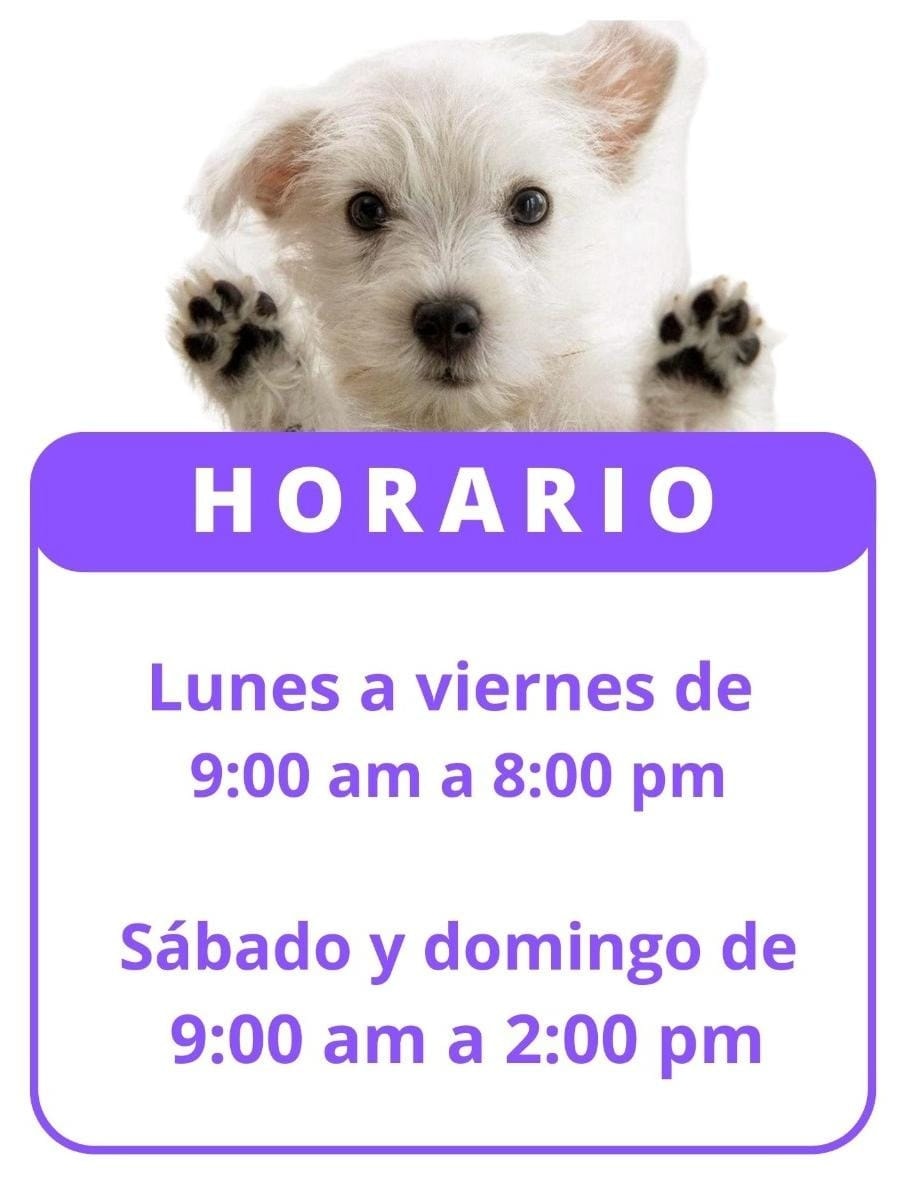 HORARIO
Lunes a viernes de
9:00 am a 8:00 pm
Sábado y domingo de
9:00 am a 2:00 pm